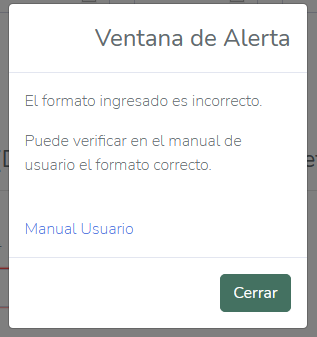 Ventana de Alerta
El formato ingresado es incorrecto.
Puede verificar en el manual de
usuario el formato correcto.
Manual Usuario
Cerrar